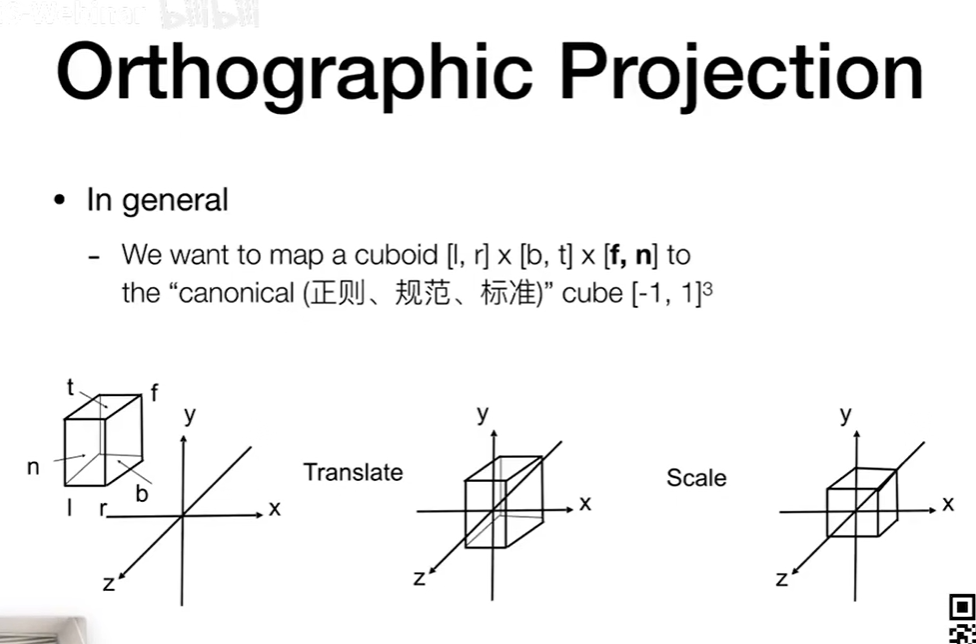 Orthographic Projection
• In general
- We want to map a cuboid [l, r] x [b, t] x [f, n] to
the “canonical (正则、规范、标准)” cube [-1, 1]3
t
f
n
l
r
b
y
x
z
Translate
y
x
z
Scale
y
x
z